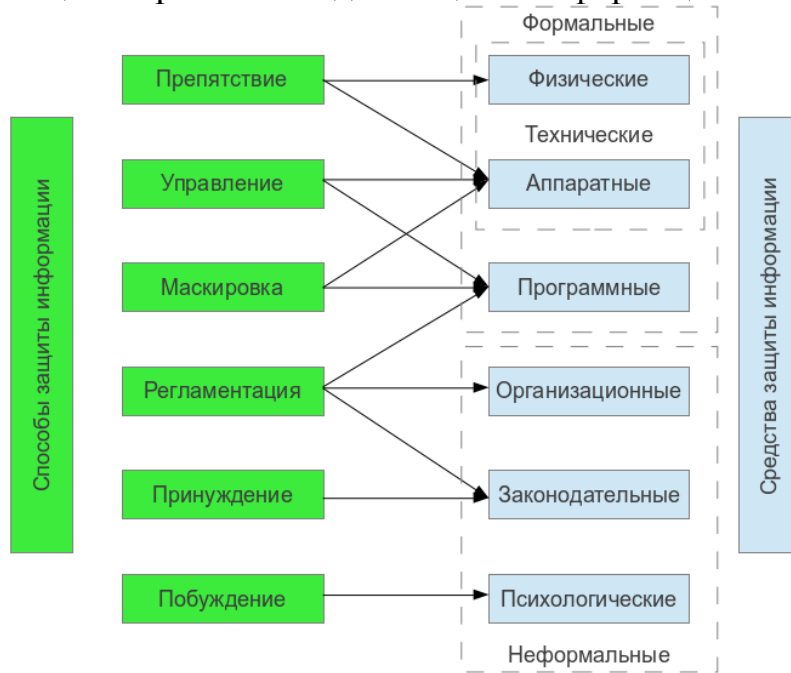 Формальные
Препятствие
Физические
Технические
Управление
Аппаратные
Маскировка
Программные
Регламентация
Организационные
Принуждение
Законодательные
Побуждение
Психологические
Неформальные
Способы защиты информации
Средства защиты информации